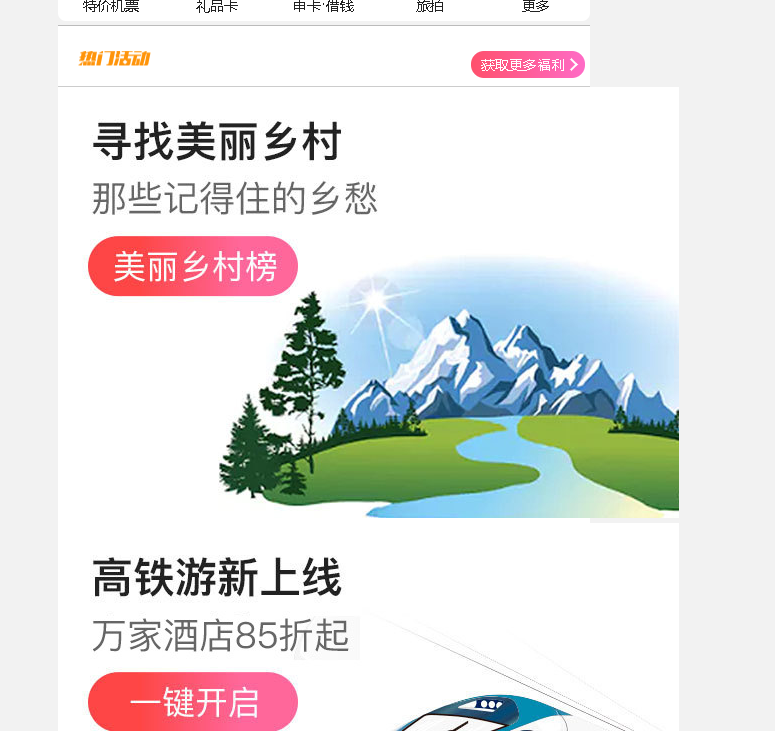 特价机票 礼品卡 申卡·借钱 旅拍 更多
热门活动
获取更多福利
寻找美丽乡村
那些记得住的乡愁
美丽乡村榜
高铁游新上线
万家酒店85折起
一键开启